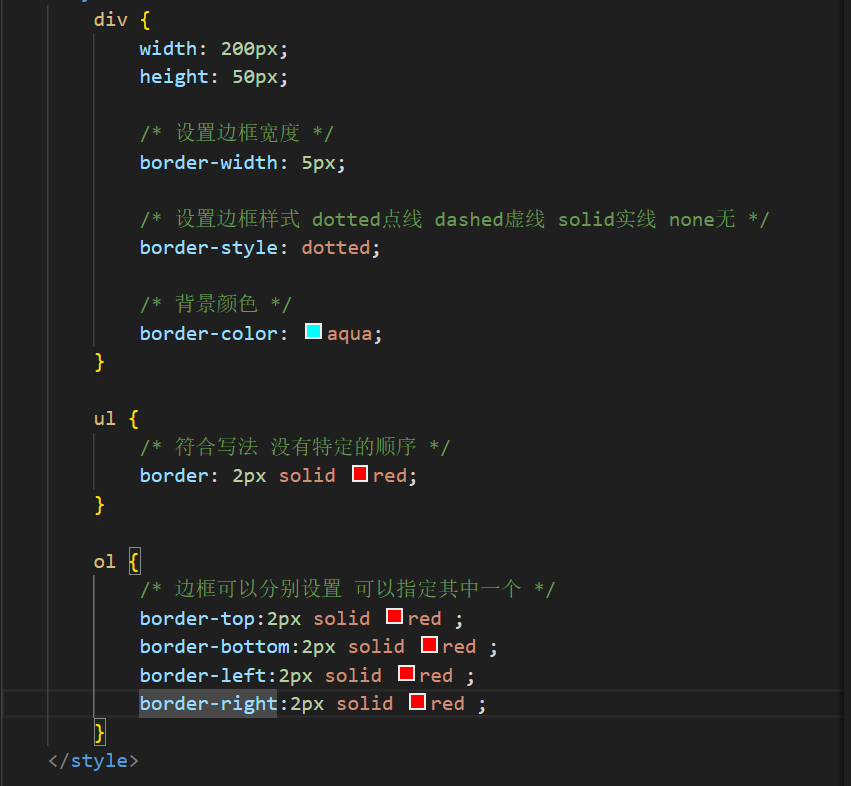 div {
width: 200px;
height: 50px;
/* 设置边框宽度 */
border-width: 5px;
/* 设置边框样式 dotted点线 dashed虚线 solid实线 none无 */
border-style: dotted;
/* 背景颜色 */
border-color: aqua;
}
ul {
/* 符合写法 没有特定的顺序 */
border: 2px solid red;
}
ol {
/* 边框可以分别设置 可以指定其中一个 */
border-top:2px solid red ;
border-bottom:2px solid red ;
border-left:2px solid red ;
border-right:2px solid red ;
}
</style>